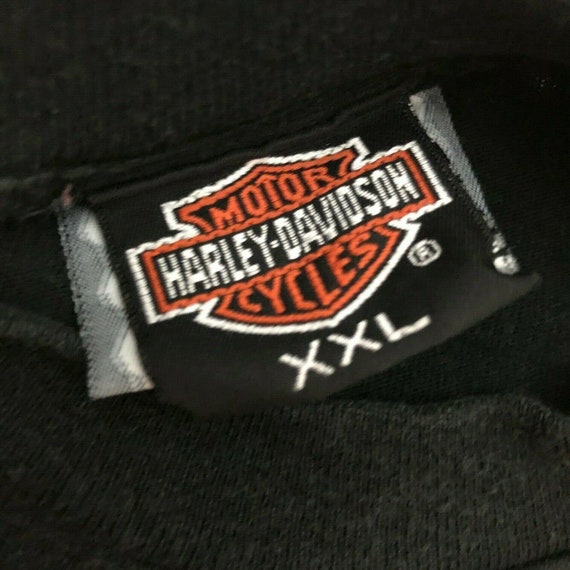 MOTOR
HARLEY-DAVIDSON
CYCLES
®
XXL